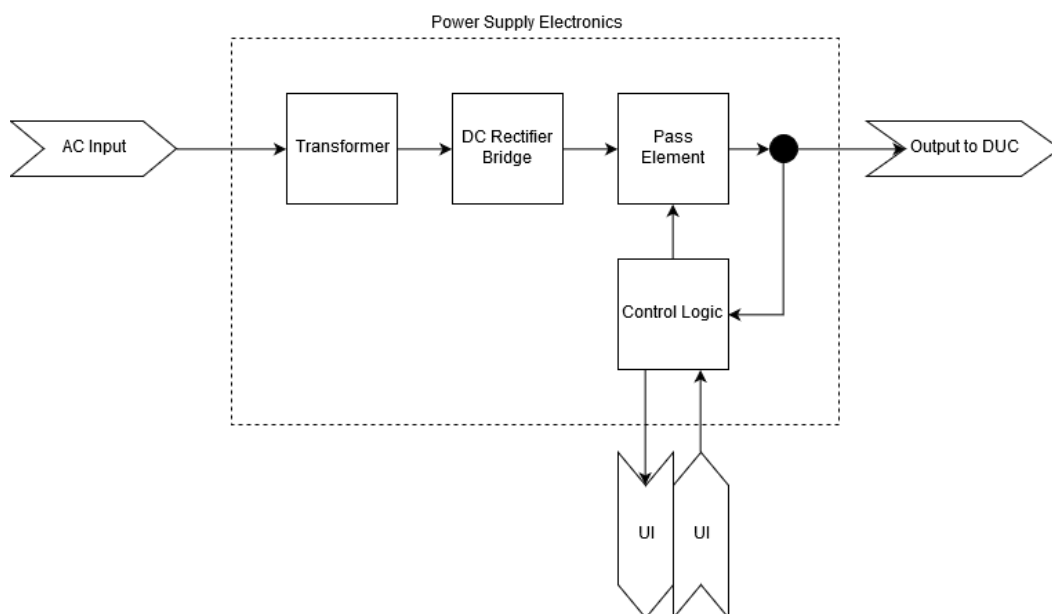 Power Supply Electronics
AC Input
Transformer
DC Rectifier
Bridge
Pass
Element
Output to DUC
Control Logic
UI
UI